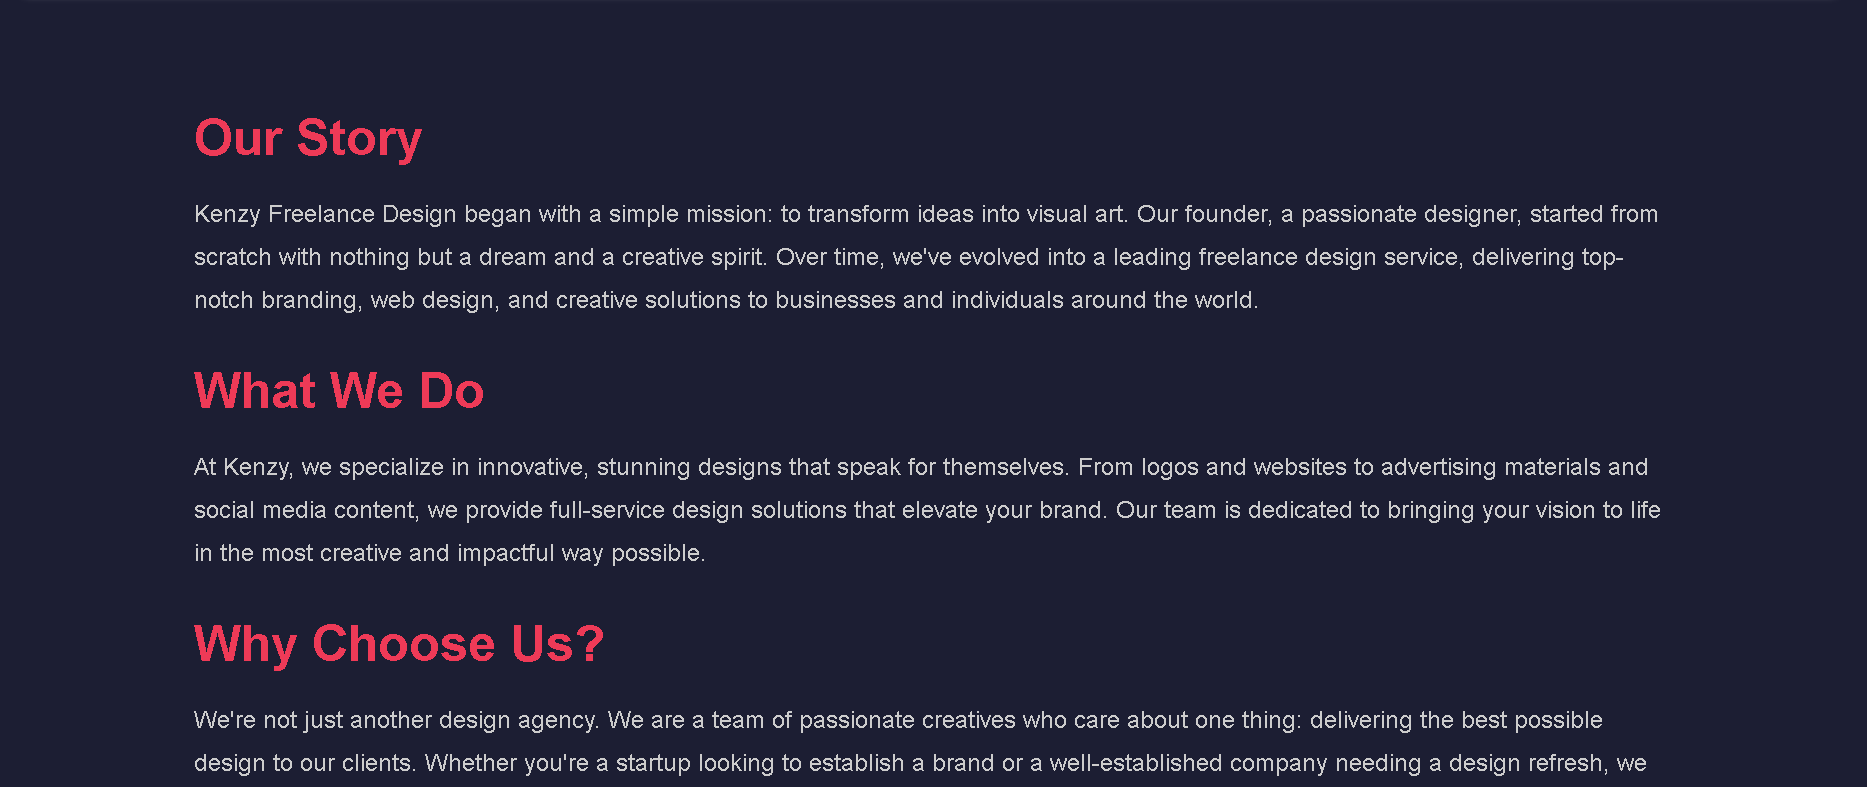 Our Story
Kenzy Freelance Design began with a simple mission: to transform ideas into visual art. Our founder, a passionate designer, started from
scratch with nothing but a dream and a creative spirit. Over time, we've evolved into a leading freelance design service, delivering top-
notch branding, web design, and creative solutions to businesses and individuals around the world.
What We Do
At Kenzy, we specialize in innovative, stunning designs that speak for themselves. From logos and websites to advertising materials and
social media content, we provide full-service design solutions that elevate your brand. Our team is dedicated to bringing your vision to life
in the most creative and impactful way possible.
Why Choose Us?
We're not just another design agency. We are a team of passionate creatives who care about one thing: delivering the best possible
design to our clients. Whether you're a startup looking to establish a brand or a well-established company needing a design refresh, we